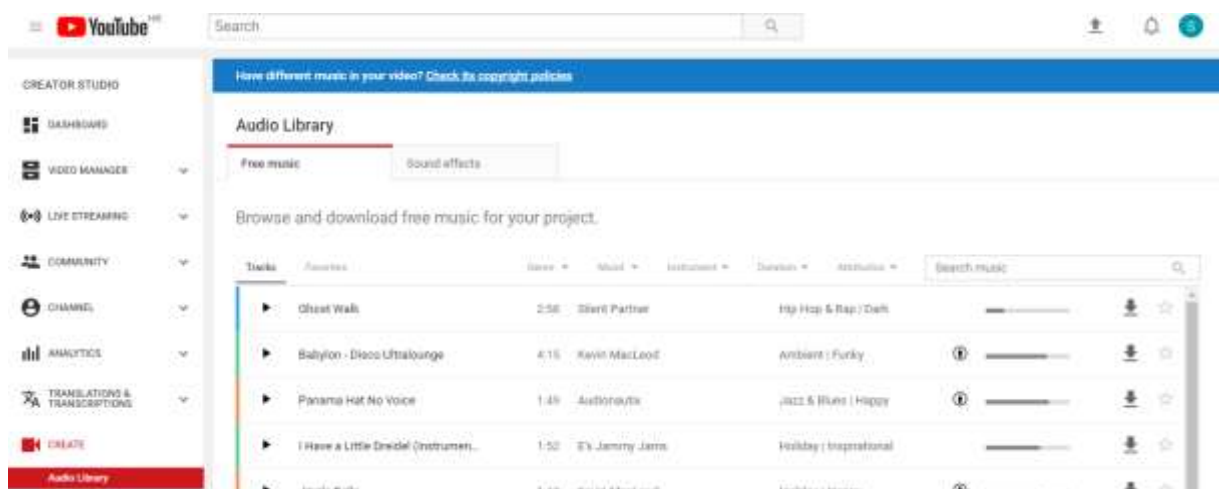 YouTube
Search
CREATOR STUDIO
DASHBOARD
VIDEO MANAGER
LIVE STREAMING
COMMUNITY
CHANNEL
ANALYTICS
TRANSLATIONS &
TRANSCRIPTIONS
CREATE
Audio Library
Have different music in your video? Check its copyright policies
Audio Library
Free music Sound effects
Browse and download free music for your project.
Tracks Favorites Genre Mood Instrument Duration Attribution Search music
Ghost Walk 2:58 Silent Partner Hip Hop & Rap | Dark
Babylon - Disco Ultralounge 4:15 Kevin MacLeod Ambient | Funky
Panama Hat No Voice 1:49 Audionautix Jazz & Blues | Happy
I Have a Little Dreidel (Instrumen... 1:52 E's Jammy Jams Holiday | Inspirational